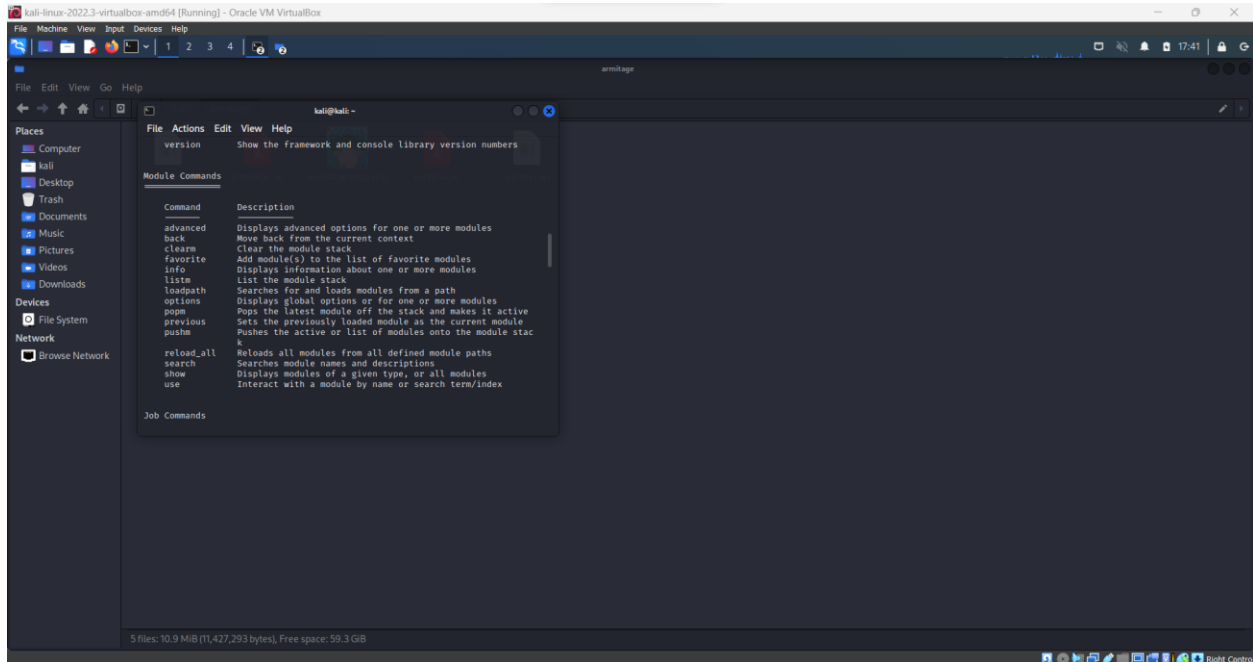 kali-linux-2022.3-virtualbox-amd64 [Running] - Oracle VM VirtualBox
File Machine View Input Devices Help
1 2 3 4
17:41
armitage
File Edit View Go Help
kali@kali: ~
Places
Computer
kali
Desktop
Trash
Documents
Music
Pictures
Videos
Downloads
Devices
File System
Network
Browse Network
File Actions Edit View Help
version Show the framework and console library version numbers
Module Commands
Command Description
advanced Displays advanced options for one or more modules
back Move back from the current context
clearm Clear the module stack
favorite Add module(s) to the list of favorite modules
info Displays information about one or more modules
listm List the module stack
loadpath Searches for and loads modules from a path
options Displays global options or for one or more modules
popm Pops the latest module off the stack and makes it active
previous Sets the previously loaded module as the current module
pushm Pushes the active or list of modules onto the module stac
k
reload_all Reloads all modules from all defined module paths
search Searches module names and descriptions
show Displays modules of a given type, or all modules
use Interact with a module by name or search term/index
Job Commands
5 files: 10.9 MiB (11,427,293 bytes), Free space: 59.3 GiB
Right Contro